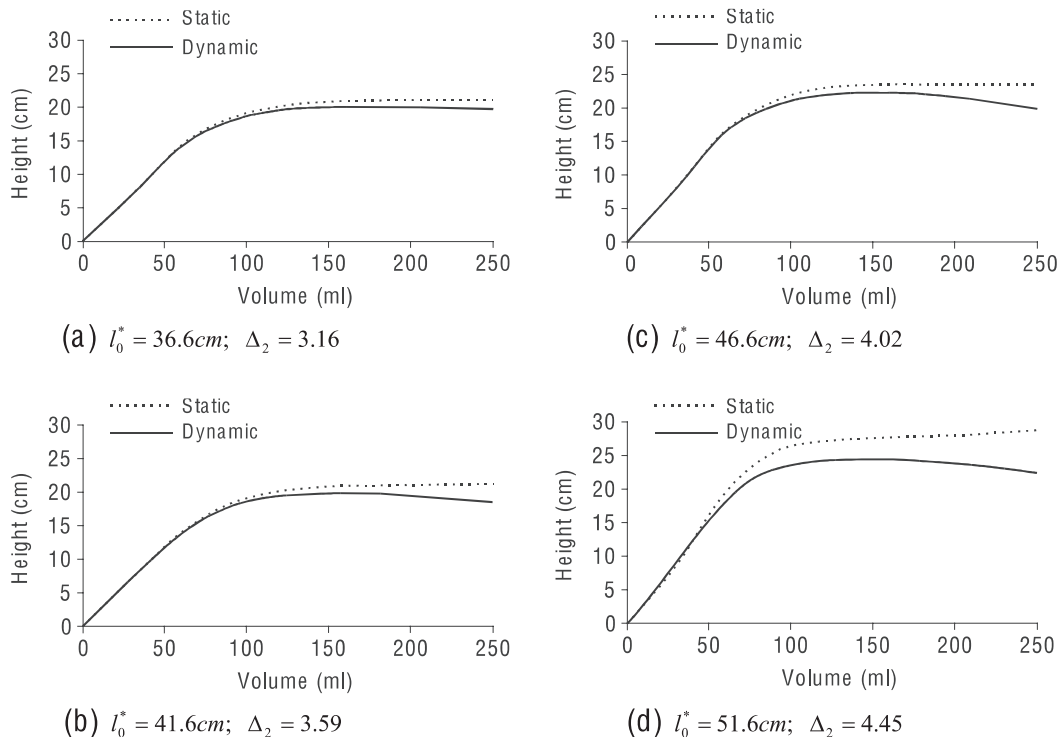 Static
Dynamic
30
25
20
15
10
5
0
Height (cm)
0 50 100 150 200 250
Volume (ml)
(a) l₀* = 36.6cm; Δ₂ = 3.16
Static
Dynamic
30
25
20
15
10
5
0
Height (cm)
0 50 100 150 200 250
Volume (ml)
(c) l₀* = 46.6cm; Δ₂ = 4.02
Static
Dynamic
30
25
20
15
10
5
0
Height (cm)
0 50 100 150 200 250
Volume (ml)
(b) l₀* = 41.6cm; Δ₂ = 3.59
Static
Dynamic
30
25
20
15
10
5
0
Height (cm)
0 50 100 150 200 250
Volume (ml)
(d) l₀* = 51.6cm; Δ₂ = 4.45